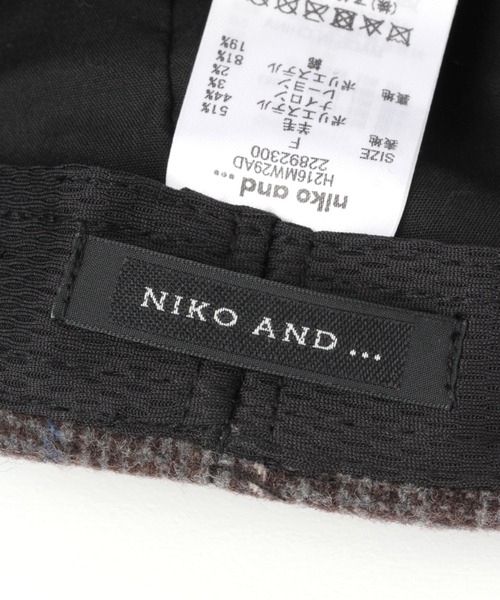 niko and ...
H216MW29AD
22892300
SIZE F
表地 羊毛 51%
ポリエステル 44%
ナイロン 3%
レーヨン 2%
裏地 ポリエステル 81%
綿 19%
NIKO AND ...